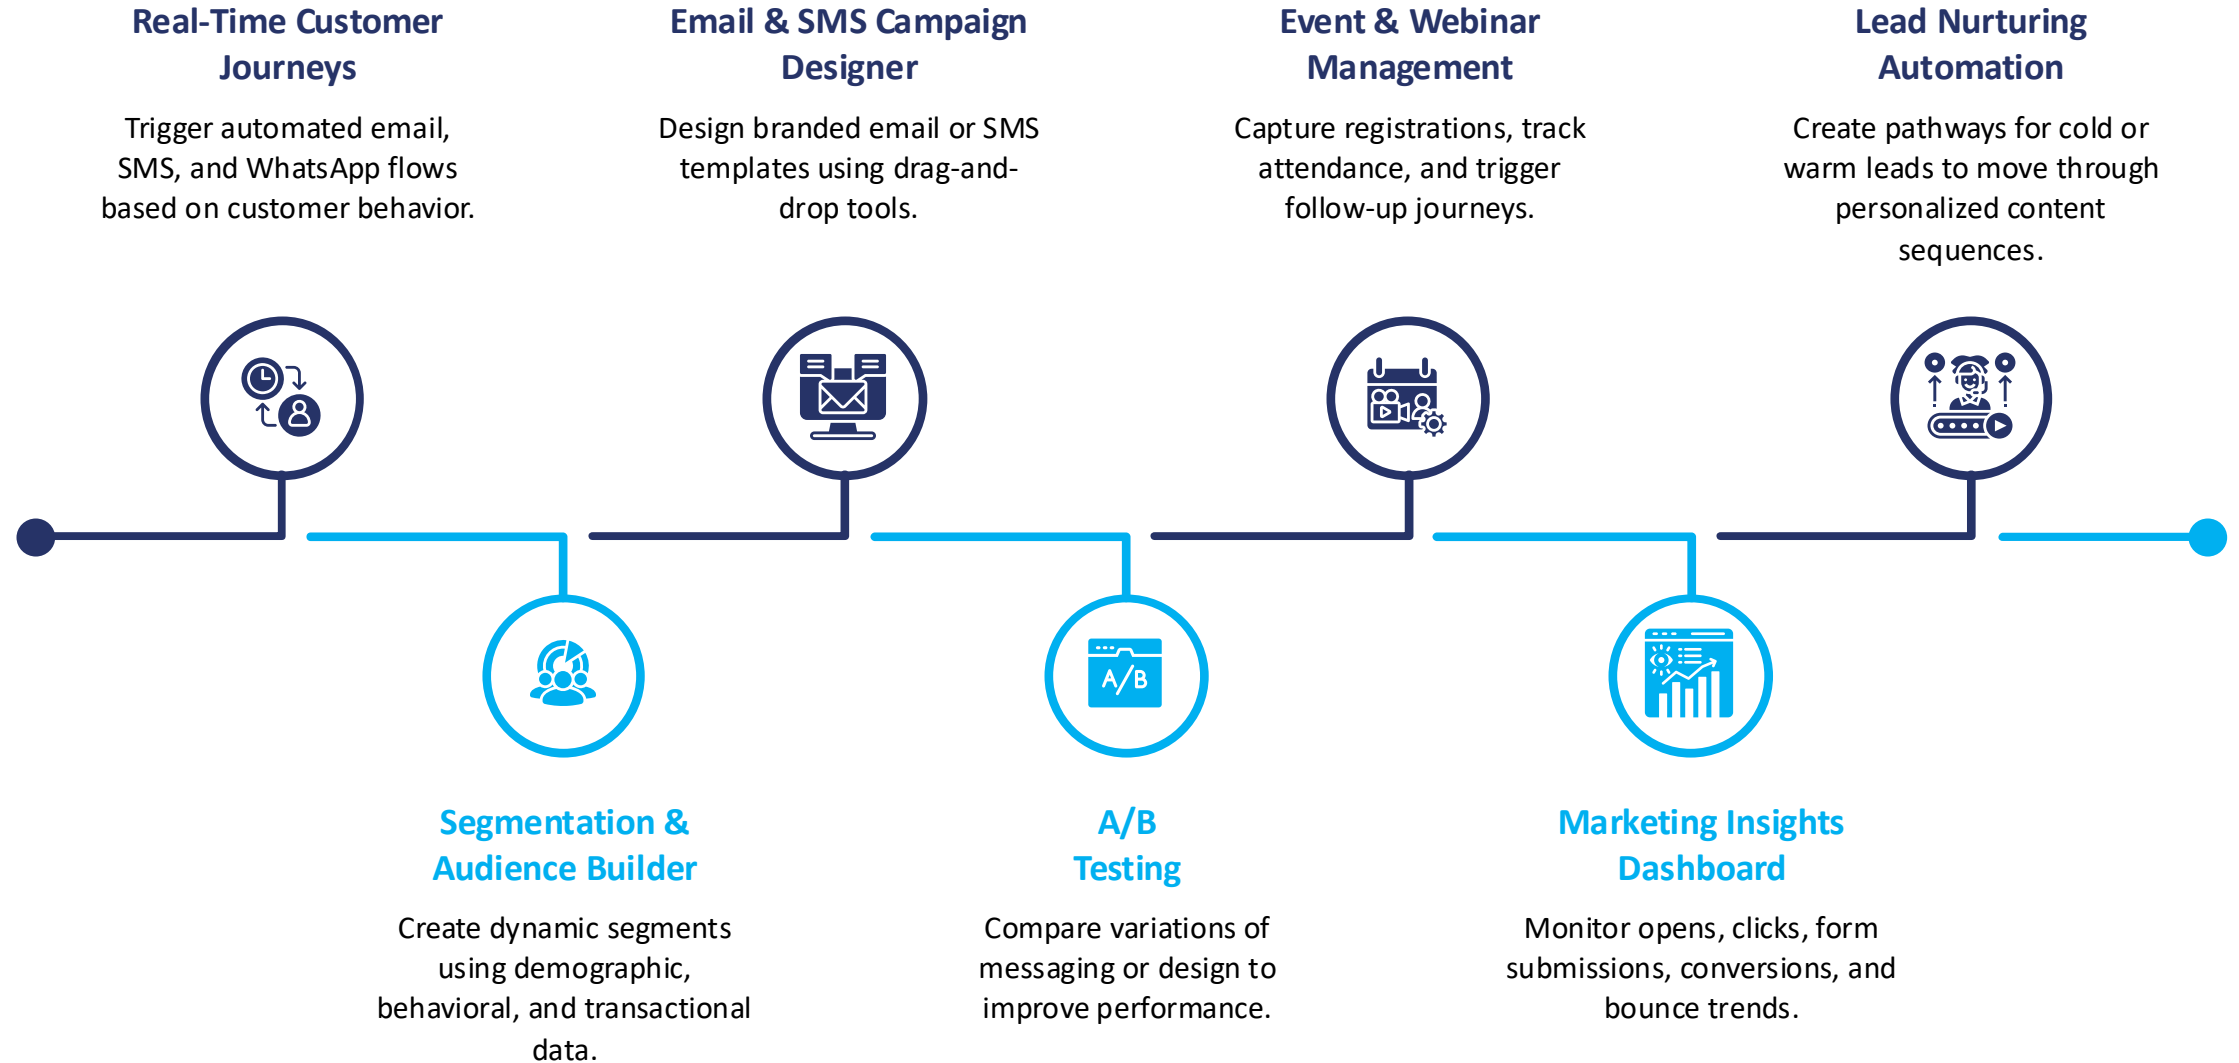 Real-Time Customer
Journeys
Trigger automated email,
SMS, and WhatsApp flows
based on customer behavior.
Email & SMS Campaign
Designer
Design branded email or SMS
templates using drag-and-
drop tools.
Event & Webinar
Management
Capture registrations, track
attendance, and trigger
follow-up journeys.
Lead Nurturing
Automation
Create pathways for cold or
warm leads to move through
personalized content
sequences.
A/B
Segmentation &
Audience Builder
Create dynamic segments
using demographic,
behavioral, and transactional
data.
A/B
Testing
Compare variations of
messaging or design to
improve performance.
Marketing Insights
Dashboard
Monitor opens, clicks, form
submissions, conversions, and
bounce trends.